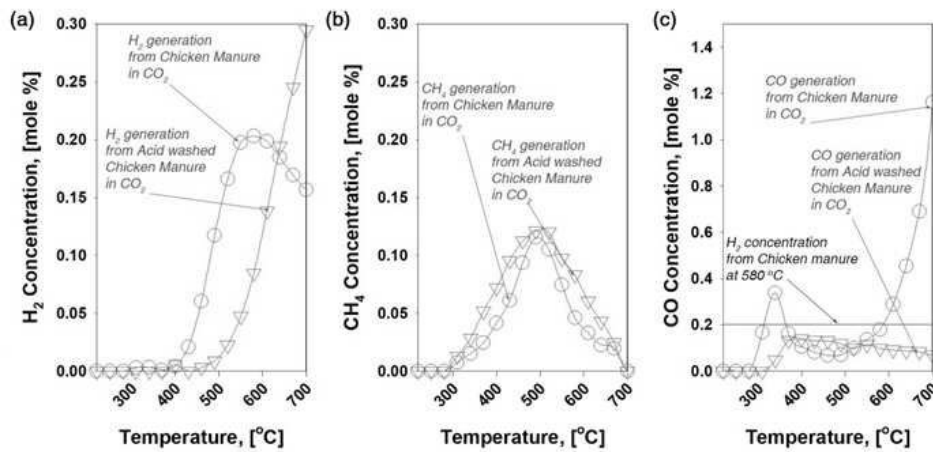 (a)
H2 Concentration, [mole %]
0.30
0.25
0.20
0.15
0.10
0.05
0.00
H2 generation
from Chicken Manure
in CO2
H2 generation
from Acid washed
Chicken Manure
in CO2
300
400
500
600
700
Temperature, [oC]
(b)
CH4 Concentration, [mole %]
0.30
0.25
0.20
0.15
0.10
0.05
0.00
CH4 generation
from Chicken Manure
in CO2
CH4 generation
from Acid washed
Chicken Manure
in CO2
300
400
500
600
700
Temperature, [oC]
(c)
CO Concentration, [mole %]
1.4
1.2
1.0
0.8
0.6
0.4
0.2
0.0
CO generation
from Chicken Manure
in CO2
CO generation
from Acid washed
Chicken Manure
in CO2
H2 concentration
from Chicken manure
at 580 oC
300
400
500
600
700
Temperature, [oC]